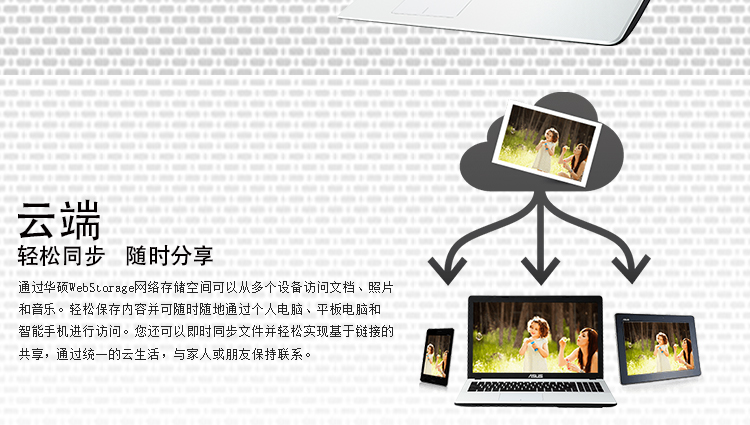 云端
轻松同步 随时分享
通过华硕WebStorage网络存储空间可以从多个设备访问文档、照片
和音乐。轻松保存内容并可随时随地通过个人电脑、平板电脑和
智能手机进行访问。您还可以即时同步文件并轻松实现基于链接的
共享，通过统一的云生活，与家人或朋友保持联系。
ASUS
ASUS